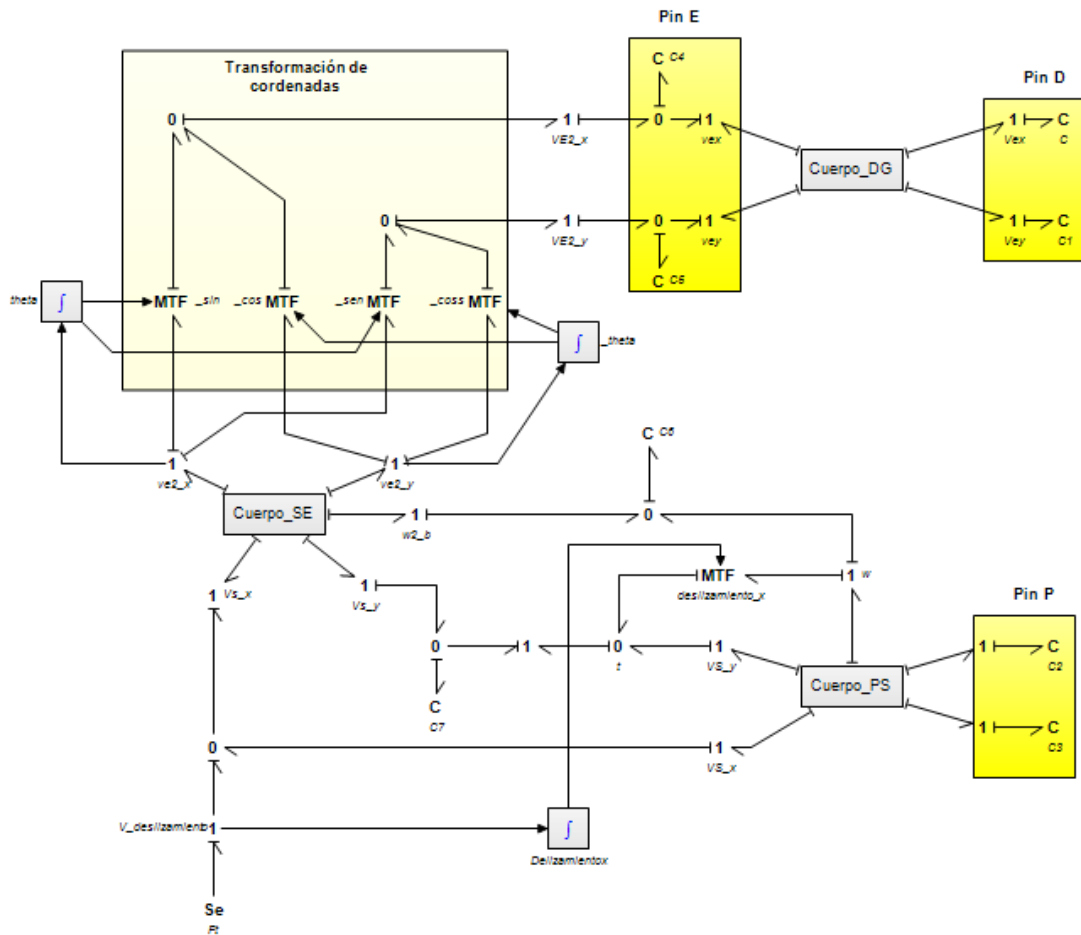 Pin E
Transformación de
cordenadas
C C4
Pin D
0
1
VE2_x
0
1
vex
1
Vex
C
C
Cuerpo_DG
0
1
VE2_y
0
1
vey
1
Vey
C
C1
C C5
theta
∫
MTF _sin
_cos MTF
_sen MTF
_coss MTF
∫
_theta
C C6
1
ve2_x
1
ve2_y
Cuerpo_SE
1
w2_b
0
1 Vs_x
1
Vs_y
MTF
deslizamiento_x
1 w
Pin P
0
1
0
t
1
VS_y
1
C
C2
Cuerpo_PS
C
C7
1
C
C3
0
1
VS_x
V_deslizamiento 1
∫
Delizamientox
Se
Ft